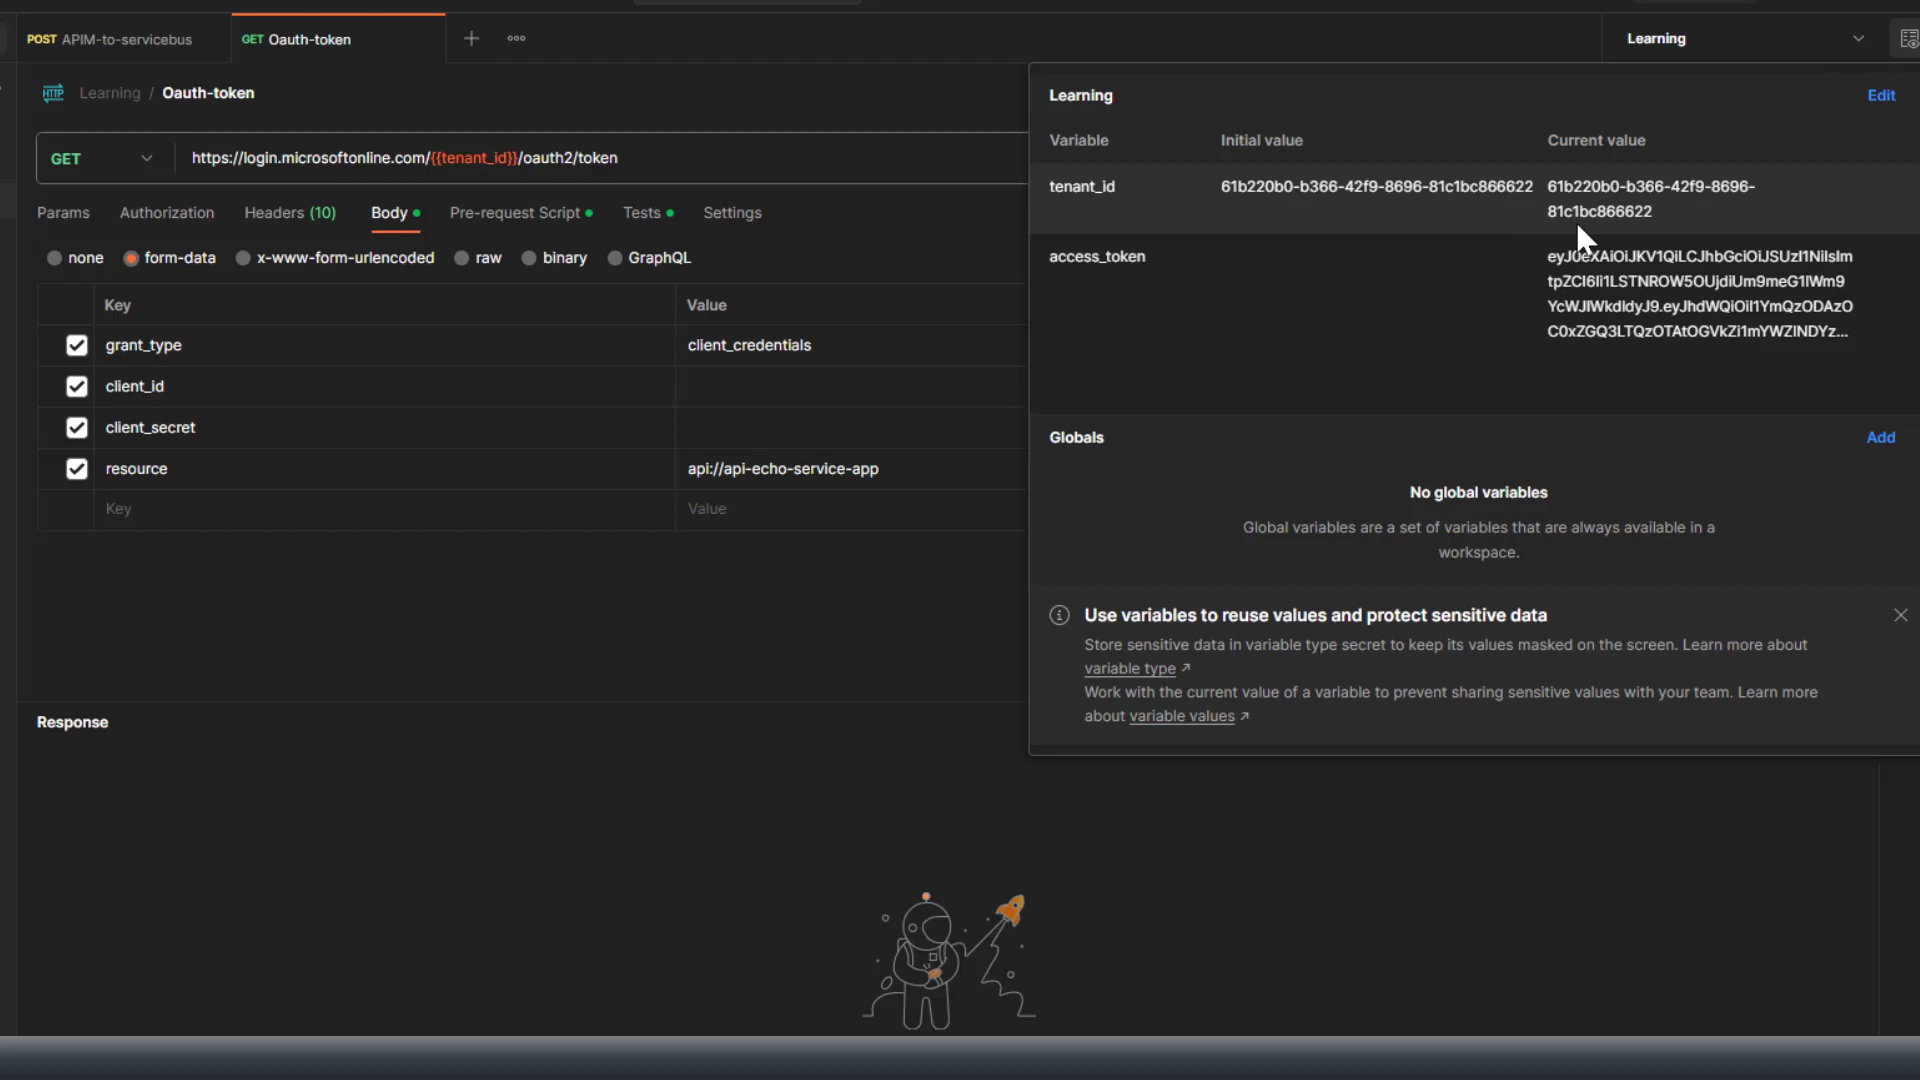 POST APIM-to-servicebus
GET Oauth-token
Learning
HTTP Learning / Oauth-token
GET https://login.microsoftonline.com/{{tenant_id}}/oauth2/token
Params Authorization Headers (10) Body Pre-request Script Tests Settings
none form-data x-www-form-urlencoded raw binary GraphQL
Key Value
grant_type client_credentials
client_id
client_secret
resource api://api-echo-service-app
Key Value
Response
Learning Edit
Variable Initial value Current value
tenant_id 61b220b0-b366-42f9-8696-81c1bc866622 61b220b0-b366-42f9-8696-
81c1bc866622
access_token eyJ0eXAiOiJKV1QiLCJhbGciOiJSUzI1NiIsIm
tpZCI6Ii1LSTNROW5OUjdiUm9meG1lWm9
YcWJIWkdldyJ9.eyJhdWQiOiI1YmQzODAzO
C0xZGQ3LTQzOTAtOGVkZi1mYWZlNDYz...
Globals Add
No global variables
Global variables are a set of variables that are always available in a
workspace.
Use variables to reuse values and protect sensitive data
Store sensitive data in variable type secret to keep its values masked on the screen. Learn more about
variable type ↗
Work with the current value of a variable to prevent sharing sensitive values with your team. Learn more
about variable values ↗